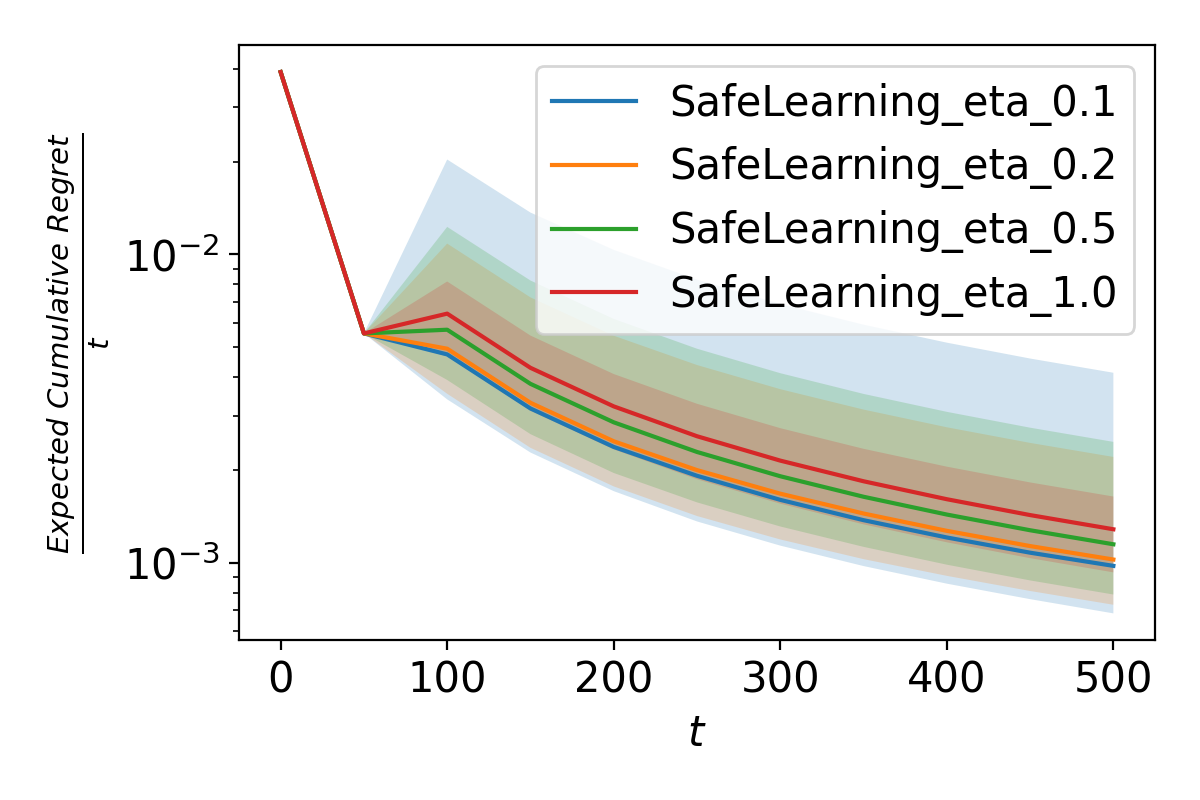 Expected Cumulative Regret
t
10⁻²
10⁻³
SafeLearning_eta_0.1
SafeLearning_eta_0.2
SafeLearning_eta_0.5
SafeLearning_eta_1.0
0 100 200 300 400 500
t